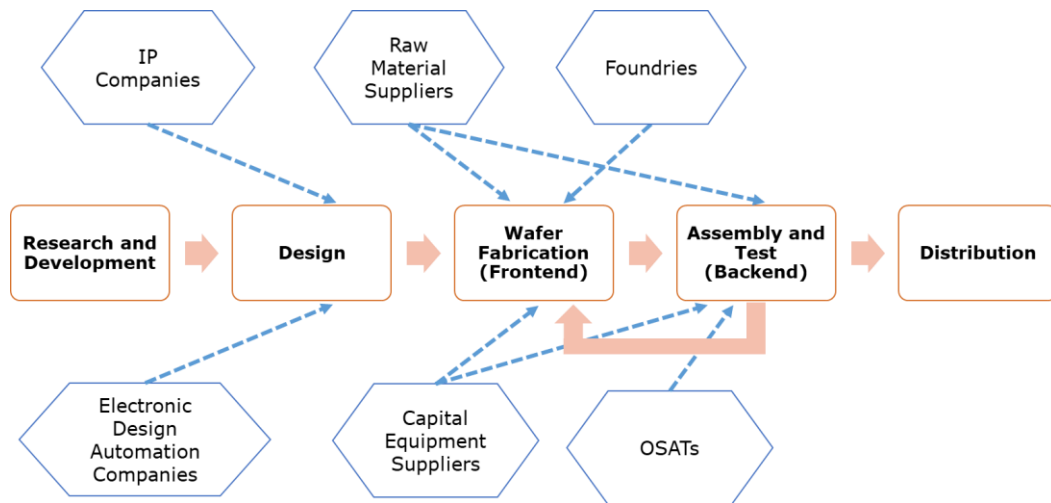 IP
Companies
Raw
Material
Suppliers
Foundries
Research and
Development
Design
Wafer
Fabrication
(Frontend)
Assembly and
Test
(Backend)
Distribution
Electronic
Design
Automation
Companies
Capital
Equipment
Suppliers
OSATs